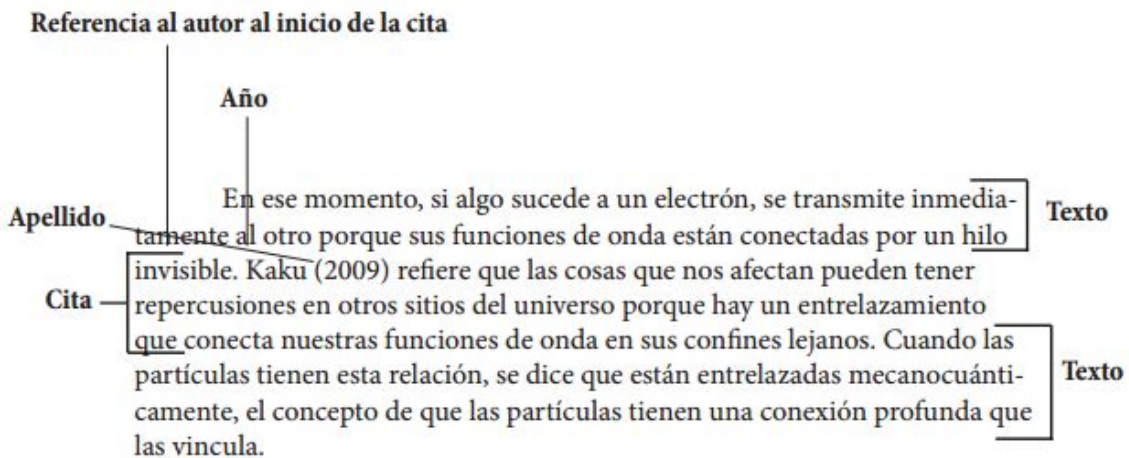 Referencia al autor al inicio de la cita
Año
En ese momento, si algo sucede a un electrón, se transmite inmedia-
Apellido
Texto
tamente al otro porque sus funciones de onda están conectadas por un hilo
invisible. Kaku (2009) refiere que las cosas que nos afectan pueden tener
Cita
repercusiones en otros sitios del universo porque hay un entrelazamiento
que conecta nuestras funciones de onda en sus confines lejanos. Cuando las
partículas tienen esta relación, se dice que están entrelazadas mecanocuánti-
Texto
camente, el concepto de que las partículas tienen una conexión profunda que
las vincula.